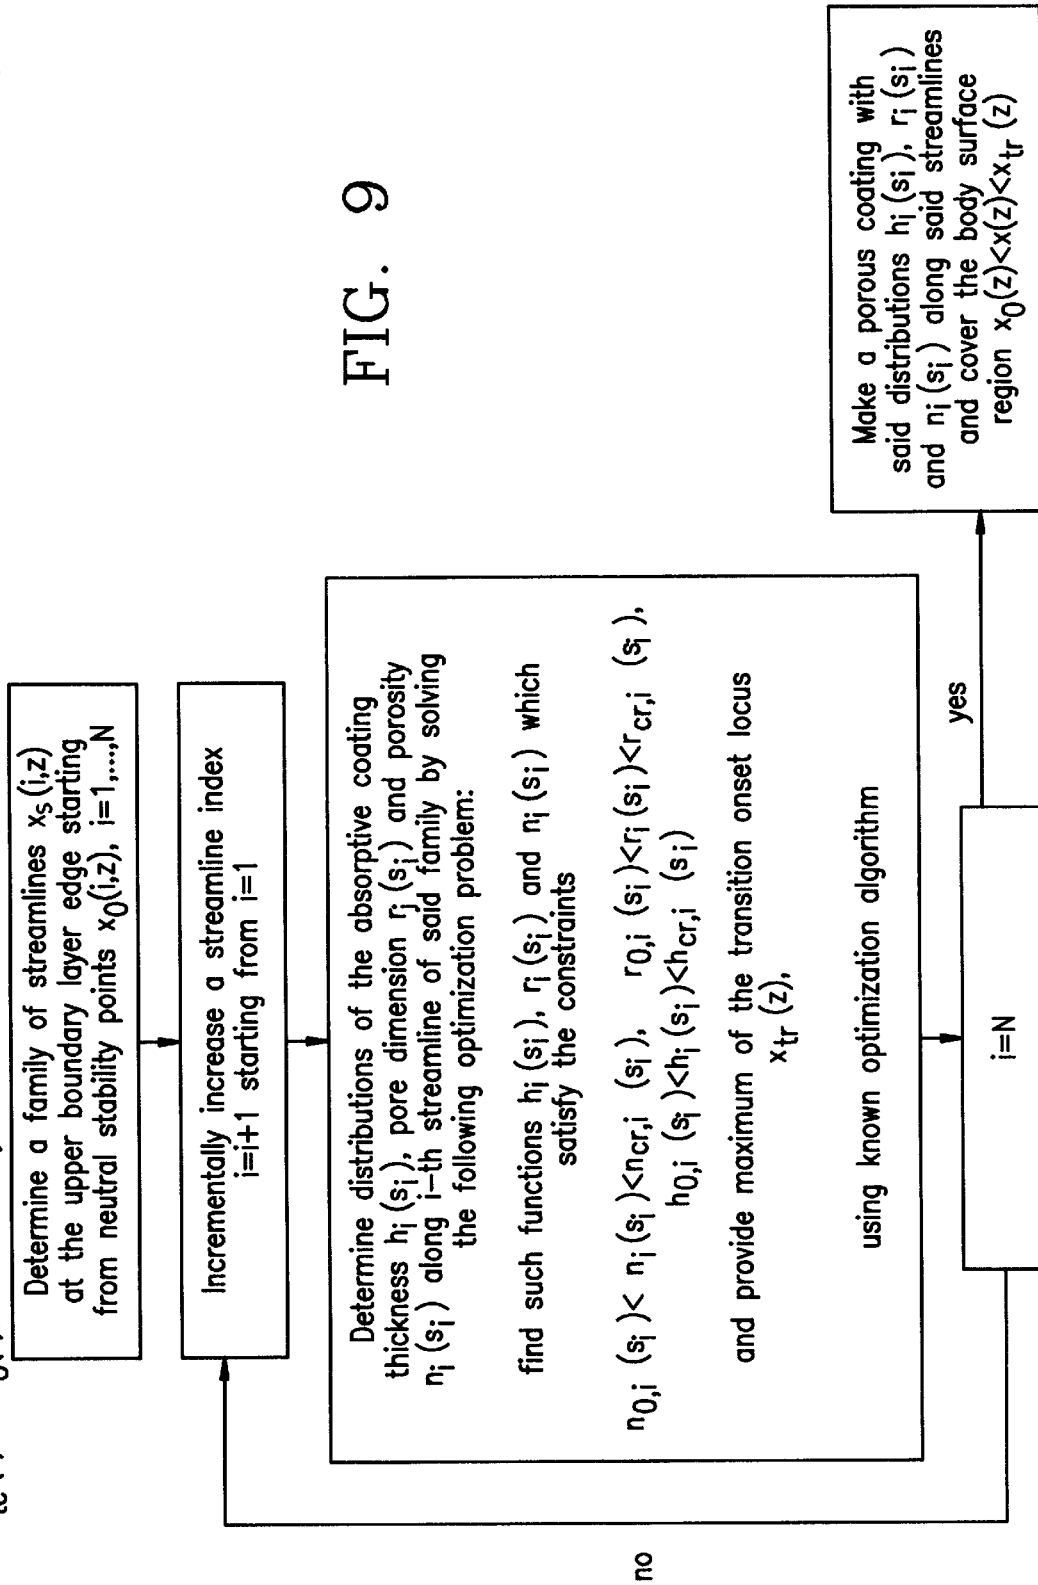 Determine a family of streamlines x_s(i,z)
at the upper boundary layer edge starting
from neutral stability points x_0(i,z), i=1,...,N
Incrementally increase a streamline index
i=i+1 starting from i=1
Determine distributions of the absorptive coating
thickness h_i(s_i), pore dimension r_i(s_i) and porosity
n_i(s_i) along i-th streamline of said family by solving
the following optimization problem:
find such functions h_i(s_i), r_i(s_i) and n_i(s_i) which
satisfy the constraints
n_0,i (s_i)< n_i(s_i)<n_cr,i (s_i), r_0,i (s_i)<r_i(s_i)<r_cr,i (s_i),
h_0,i (s_i)<h_i(s_i)<h_cr,i (s_i)
and provide maximum of the transition onset locus
x_tr(z),
using known optimization algorithm
i=N
no
yes
Make a porous coating with
said distributions h_i(s_i), r_i(s_i)
and n_i(s_i) along said streamlines
and cover the body surface
region x_0(z)<x(z)<x_tr(z)
FIG. 9